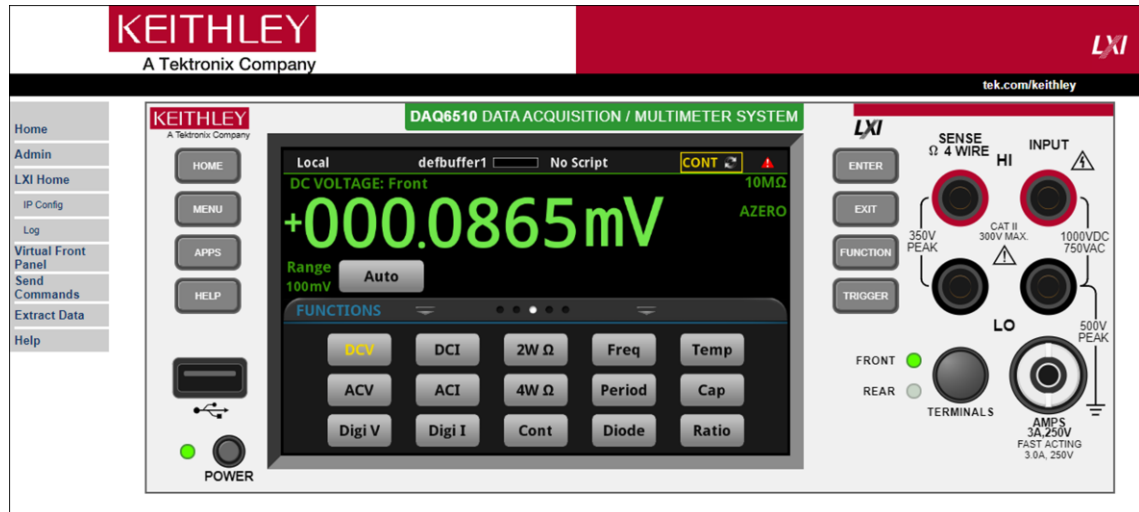 KEITHLEY
A Tektronix Company
LXI
tek.com/keithley
Home
Admin
LXI Home
IP Config
Log
Virtual Front
Panel
Send
Commands
Extract Data
Help
KEITHLEY
A Tektronix Company
DAQ6510 DATA ACQUISITION / MULTIMETER SYSTEM
LXI
HOME
MENU
APPS
HELP
POWER
Local defbuffer1 No Script CONT
DC VOLTAGE: Front 10MΩ
+000.0865mV AZERO
Range
100mV Auto
FUNCTIONS
DCV DCI 2W Ω Freq Temp
ACV ACI 4W Ω Period Cap
Digi V Digi I Cont Diode Ratio
ENTER
EXIT
FUNCTION
TRIGGER
SENSE
Ω 4 WIRE
HI
INPUT
350V
PEAK
CAT II
300V MAX.
1000VDC
750VAC
LO
500V
PEAK
FRONT
REAR
TERMINALS
AMPS
3A,250V
FAST ACTING
3.0A, 250V